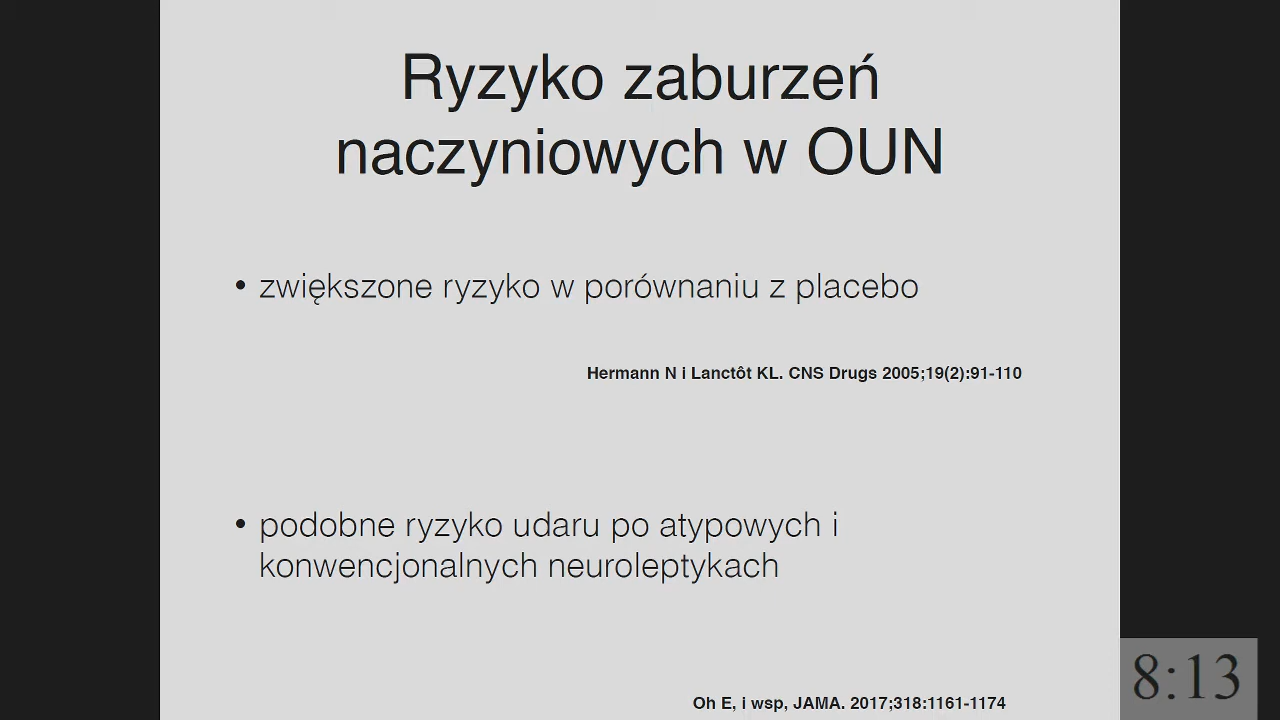 Ryzyko zaburzeń
naczyniowych w OUN
• zwiększone ryzyko w porównaniu z placebo
Hermann N i Lanctôt KL. CNS Drugs 2005;19(2):91-110
• podobne ryzyko udaru po atypowych i
konwencjonalnych neuroleptykach
Oh E, i wsp, JAMA. 2017;318:1161-1174
8:13